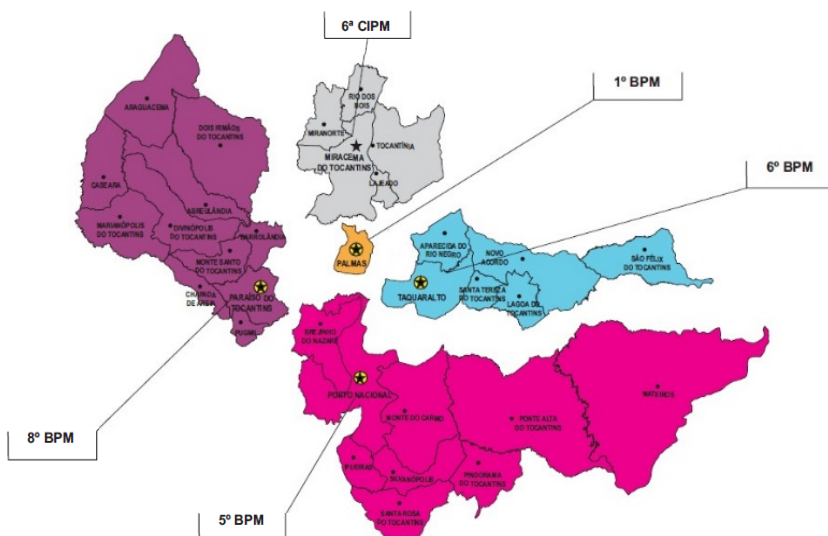 6ª CIPM
1º BPM
6º BPM
8º BPM
5º BPM
ARAGUACEMA
DOIS IRMÃOS
DO TOCANTINS
CASEARA
ABREULÂNDIA
MARIANÓPOLIS
DO TOCANTINS
DIVINÓPOLIS
DO TOCANTINS
BARROLÂNDIA
MONTE SANTO
DO TOCANTINS
PARAÍSO DO
TOCANTINS
PUGMIL
RIO DOS
BOIS
MIRANORTE
MIRACEMA
DO TOCANTINS
TOCANTÍNIA
LAJEADO
PALMAS
APARECIDA DO
RIO NEGRO
NOVO
ACORDO
SÃO FÉLIX
DO TOCANTINS
TAQUARALTO
SANTA TEREZA
DO TOCANTINS
LAGOA DO
TOCANTINS
BREJINHO
DO NAZARÉ
PORTO NACIONAL
MONTE DO CARMO
PONTE ALTA
DO TOCANTINS
MATEIROS
IPUEIRAS
SILVANÓPOLIS
PINDORAMA
DO TOCANTINS
SANTA ROSA
DO TOCANTINS